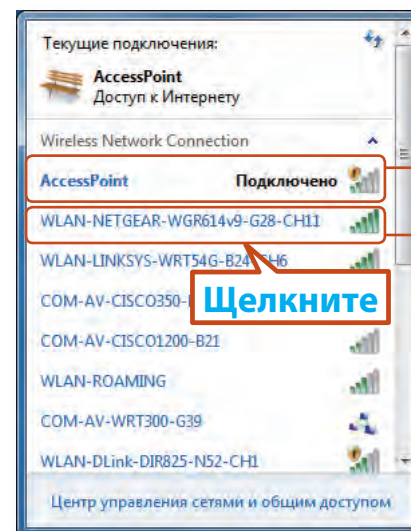 Текущие подключения:
AccessPoint
Доступ к Интернету
Wireless Network Connection
AccessPoint Подключено
WLAN-NETGEAR-WGR614v9-G28-CH11
WLAN-LINKSYS-WRT54G-B24-CH6
COM-AV-CISCO350-
Щелкните
COM-AV-CISCO1200-B21
WLAN-ROAMING
COM-AV-WRT300-G39
WLAN-DLink-DIR825-N52-CH1
Центр управления сетями и общим доступом